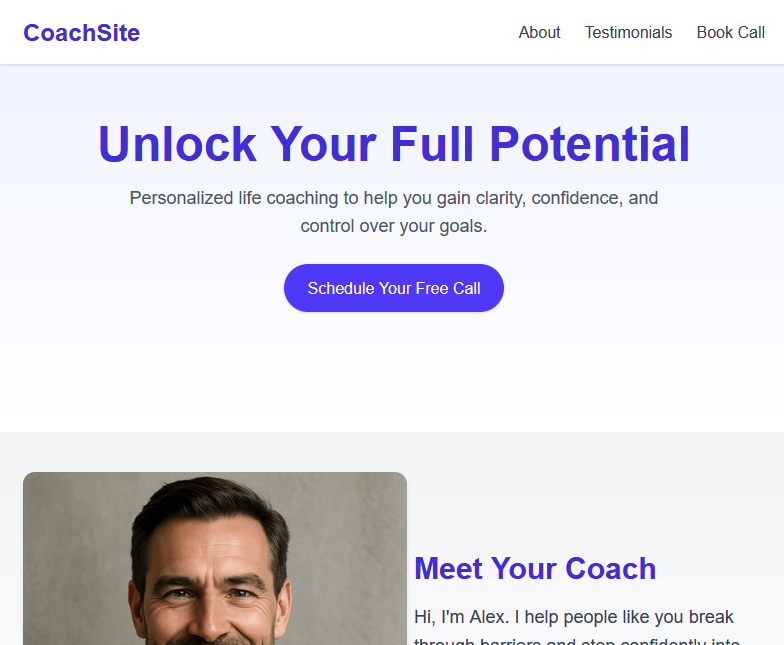 CoachSite
About Testimonials Book Call
Unlock Your Full Potential
Personalized life coaching to help you gain clarity, confidence, and
control over your goals.
Schedule Your Free Call
Meet Your Coach
Hi, I'm Alex. I help people like you break
through barriers and step confidently into